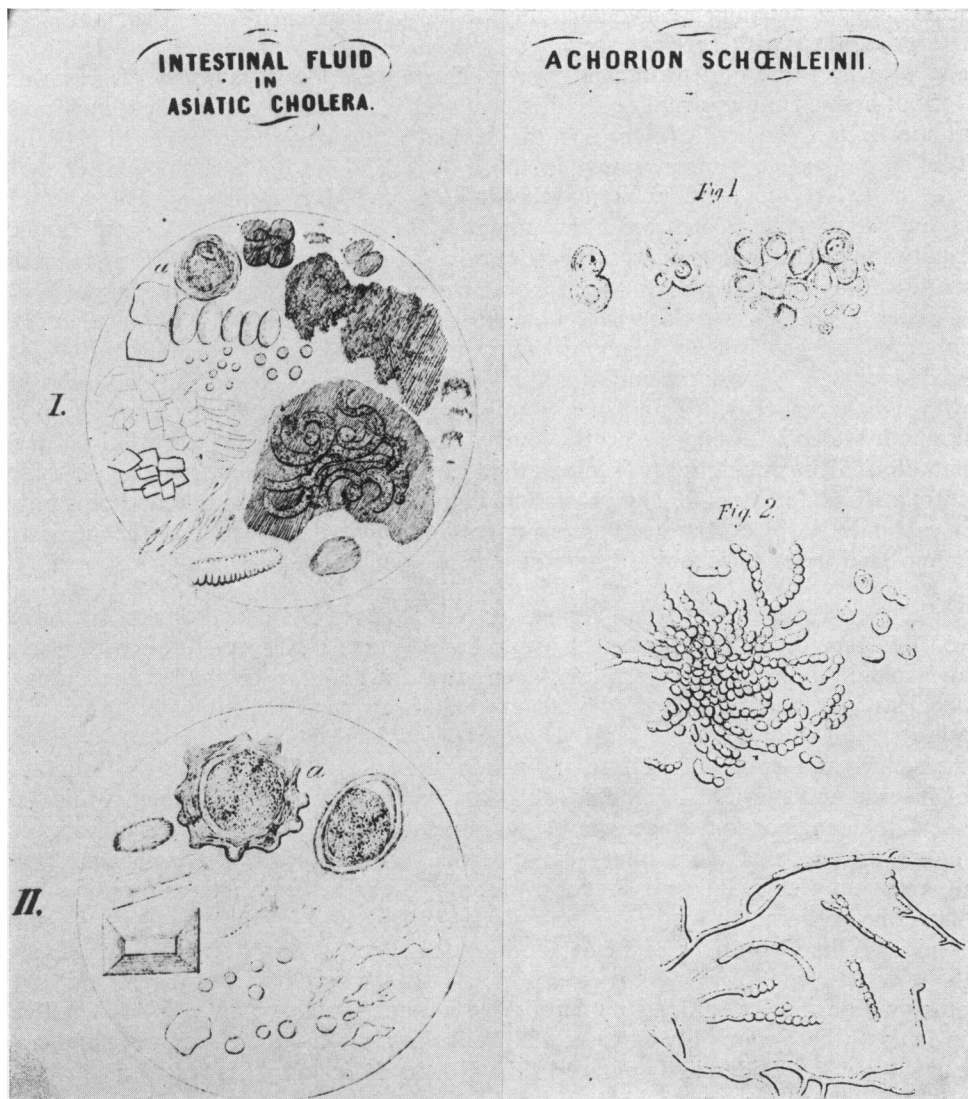 INTESTINAL FLUID
IN
ASIATIC CHOLERA.
I.
a
II.
a
ACHORION SCHŒNLEINII.
Fig 1
Fig. 2.